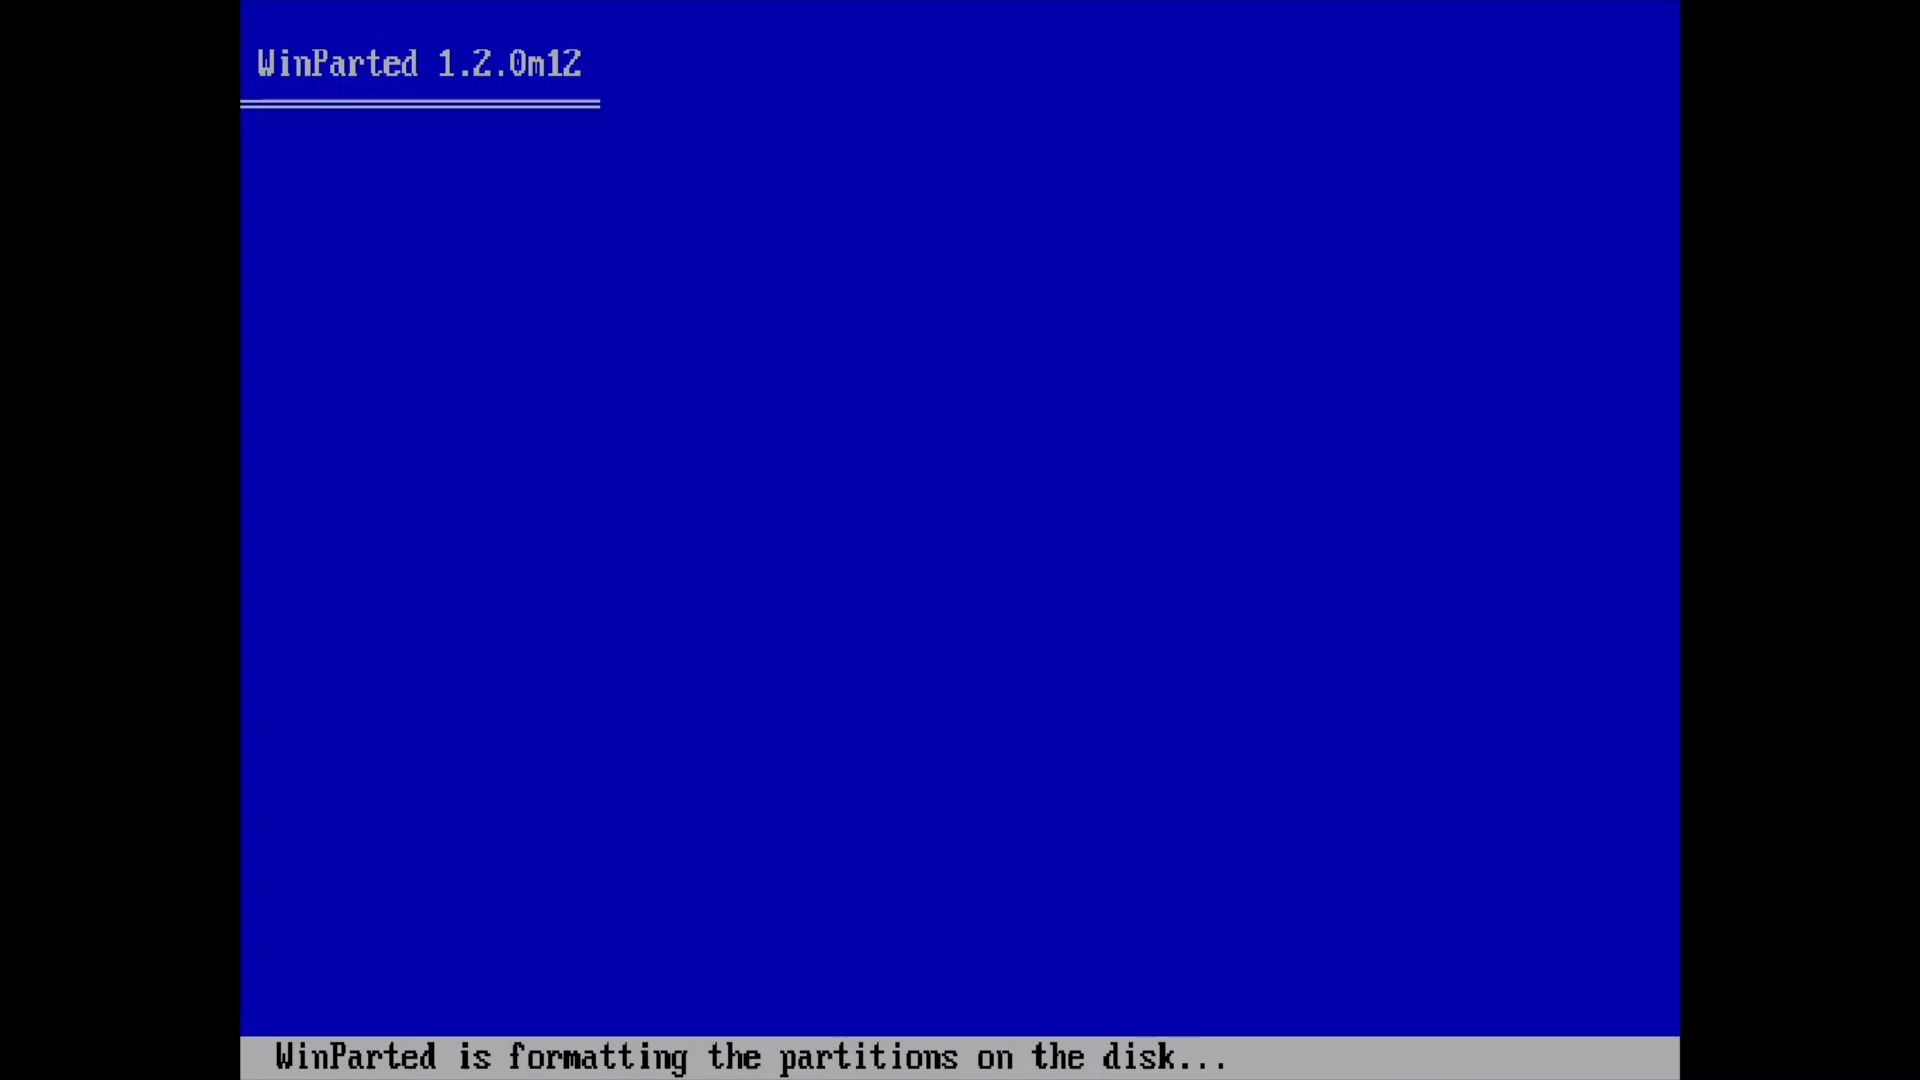 WinParted 1.2.0m12
WinParted is formatting the partitions on the disk...